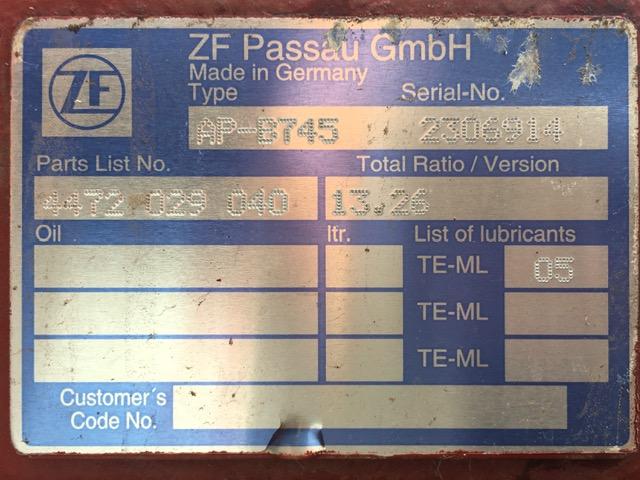 ZF
ZF Passau GmbH
Made in Germany
Type Serial-No.
AP-B745 2306914
Parts List No. Total Ratio / Version
4472 029 040 13.26
Oil ltr. List of lubricants
TE-ML 05
TE-ML
TE-ML
Customer´s
Code No.